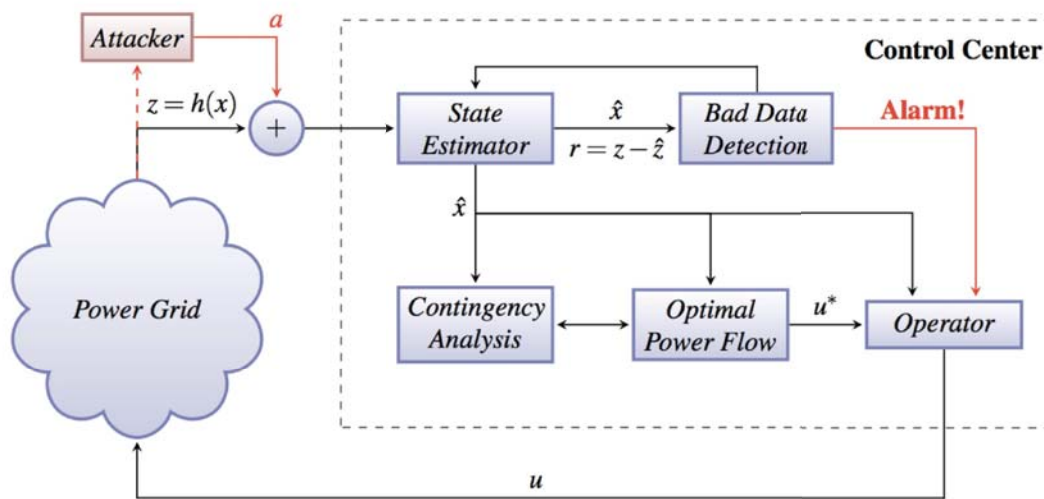 Attacker
a
Control Center
z = h(x)
+
State
Estimator
x̂
r = z − ẑ
Bad Data
Detection
Alarm!
x̂
Power Grid
Contingency
Analysis
Optimal
Power Flow
u*
Operator
u